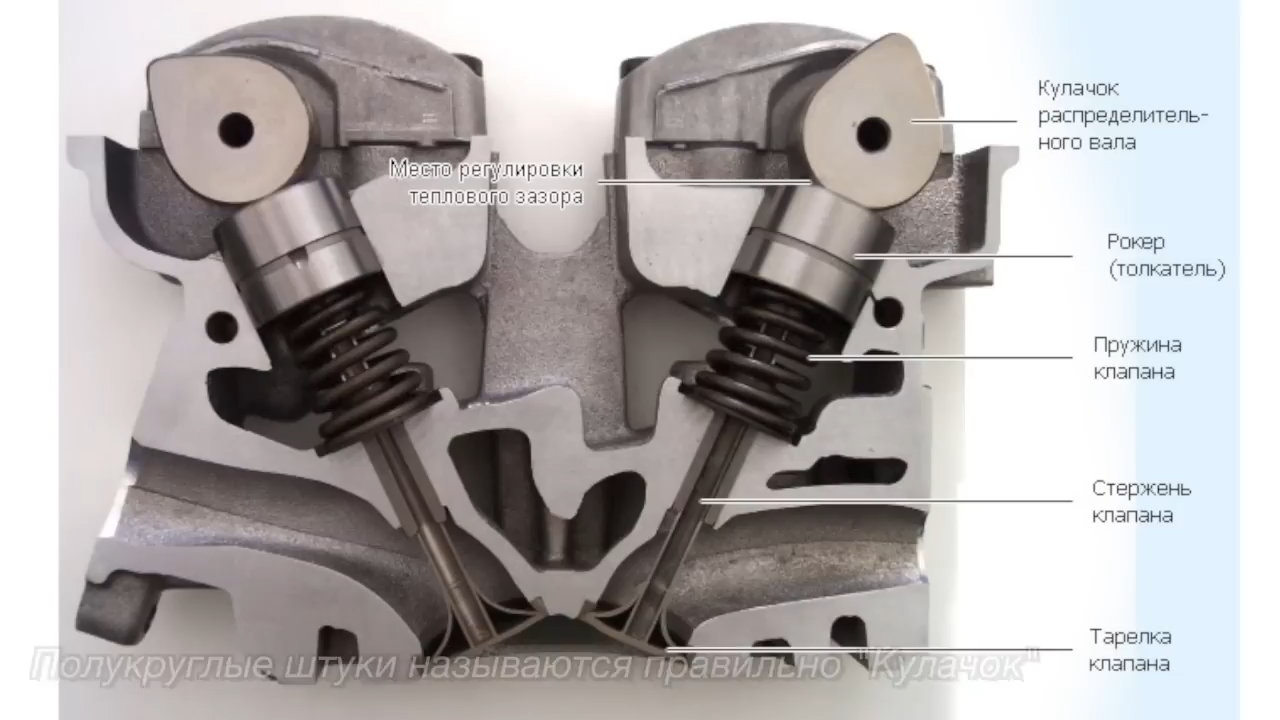 Кулачок
распределитель-
ного вала
Место регулировки
теплового зазора
Рокер
(толкатель)
Пружина
клапана
Стержень
клапана
Тарелка
клапана
Полукруглые штуки называются правильно "Кулачок"